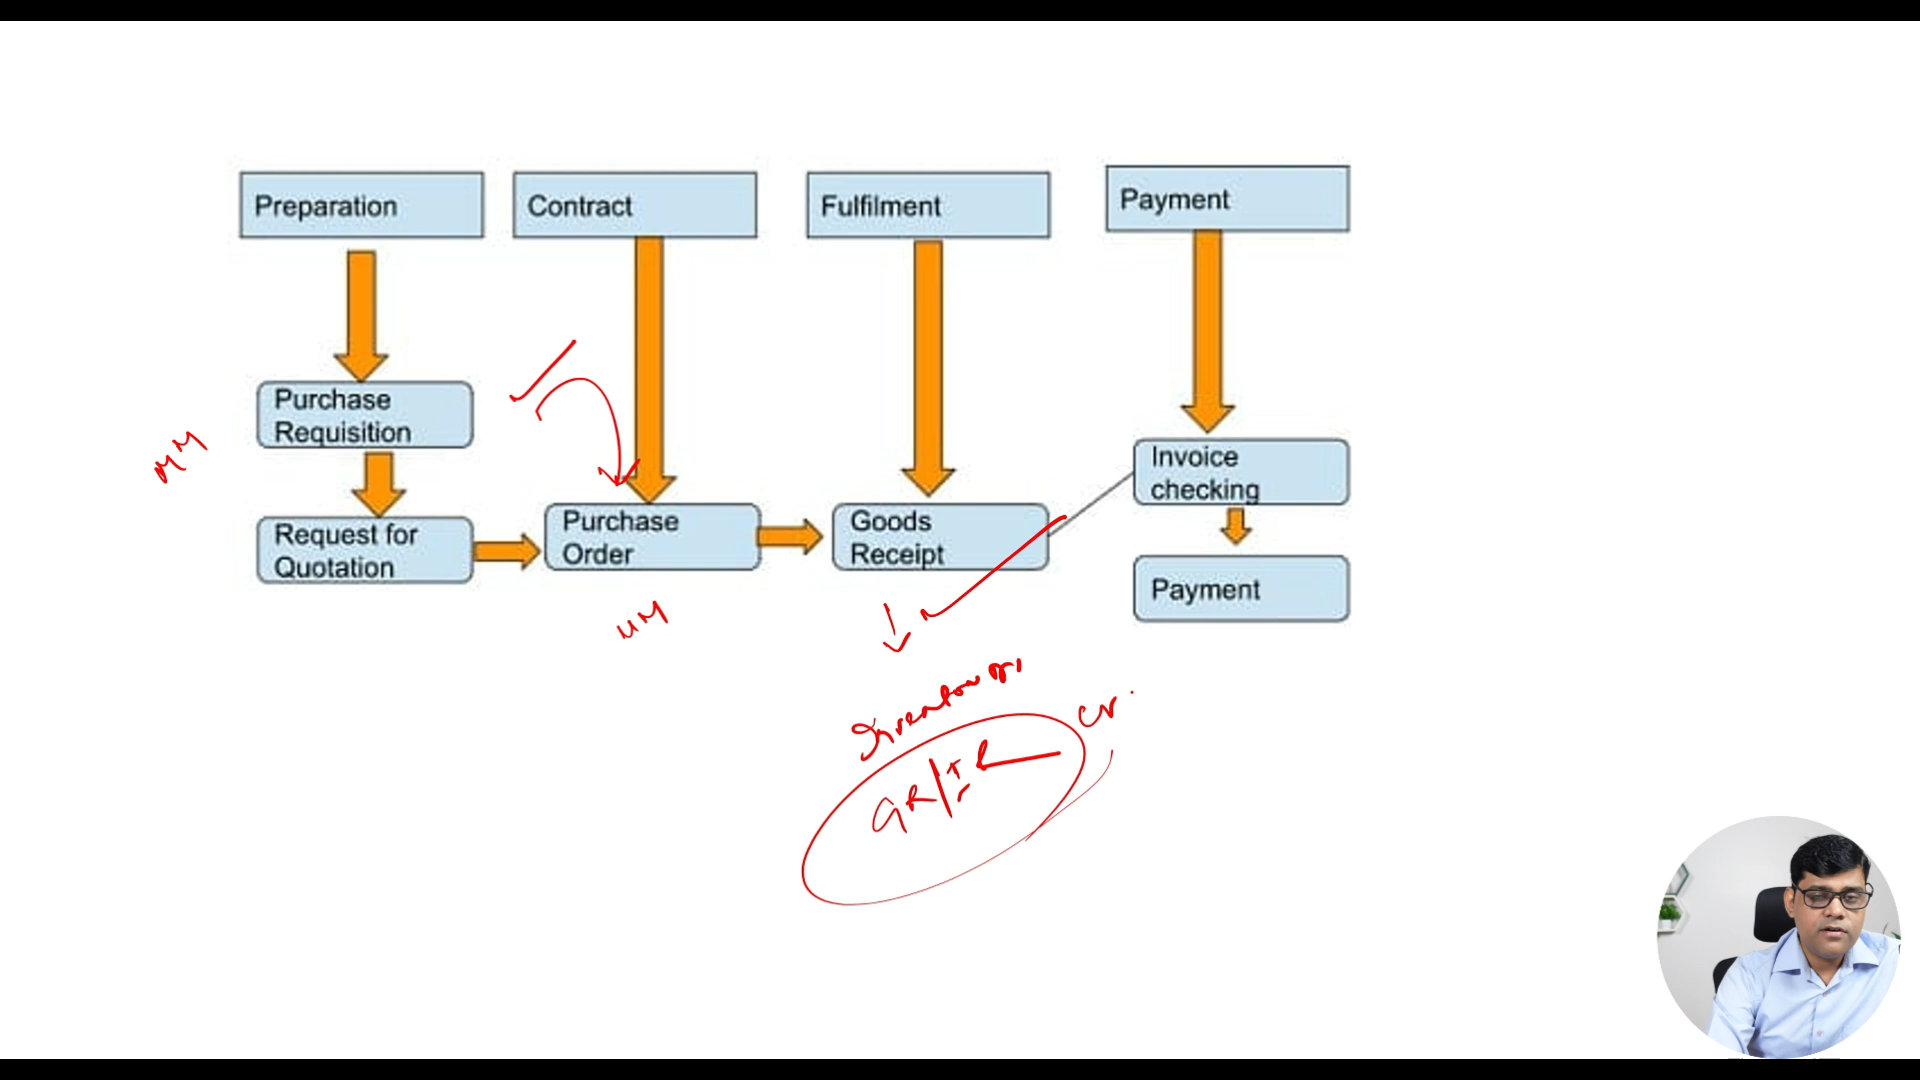 Preparation
Contract
Fulfilment
Payment
Purchase
Requisition
Invoice
checking
MM
Request for
Quotation
Purchase
Order
Goods
Receipt
Payment
MM
Cr.
GR/IR